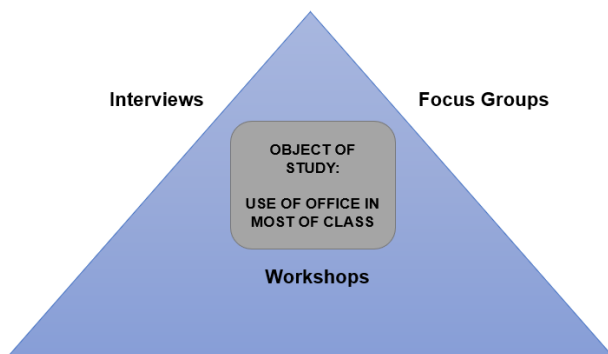 Interviews
Focus Groups
OBJECT OF
STUDY:
USE OF OFFICE IN
MOST OF CLASS
Workshops